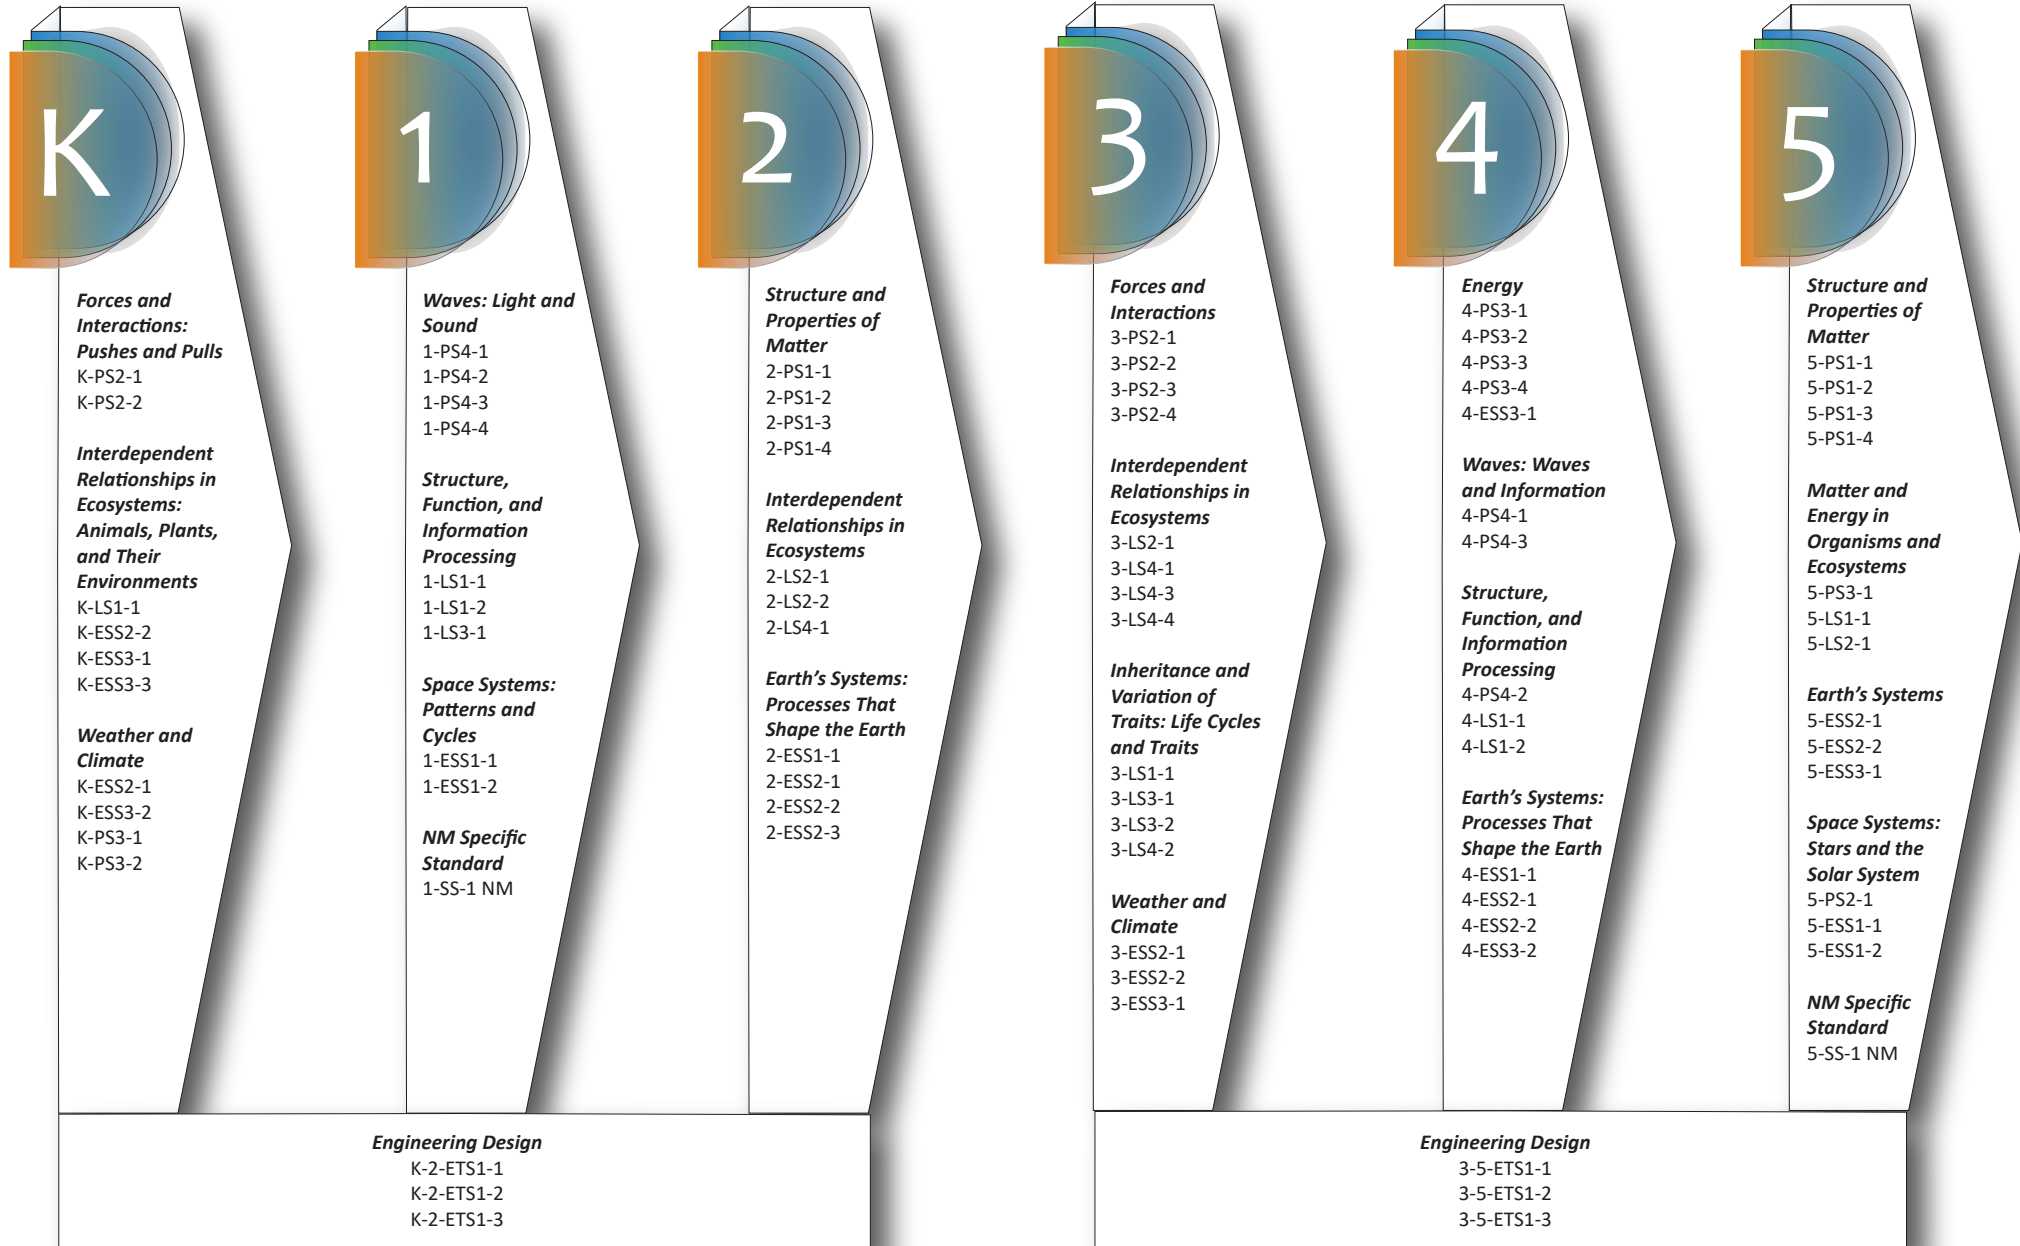 K
Forces and
Interactions:
Pushes and Pulls
K-PS2-1
K-PS2-2
Interdependent
Relationships in
Ecosystems:
Animals, Plants,
and Their
Environments
K-LS1-1
K-ESS2-2
K-ESS3-1
K-ESS3-3
Weather and
Climate
K-ESS2-1
K-ESS3-2
K-PS3-1
K-PS3-2
1
Waves: Light and
Sound
1-PS4-1
1-PS4-2
1-PS4-3
1-PS4-4
Structure,
Function, and
Information
Processing
1-LS1-1
1-LS1-2
1-LS3-1
Space Systems:
Patterns and
Cycles
1-ESS1-1
1-ESS1-2
NM Specific
Standard
1-SS-1 NM
2
Structure and
Properties of
Matter
2-PS1-1
2-PS1-2
2-PS1-3
2-PS1-4
Interdependent
Relationships in
Ecosystems
2-LS2-1
2-LS2-2
2-LS4-1
Earth's Systems:
Processes That
Shape the Earth
2-ESS1-1
2-ESS2-1
2-ESS2-2
2-ESS2-3
Engineering Design
K-2-ETS1-1
K-2-ETS1-2
K-2-ETS1-3
3
Forces and
Interactions
3-PS2-1
3-PS2-2
3-PS2-3
3-PS2-4
Interdependent
Relationships in
Ecosystems
3-LS2-1
3-LS4-1
3-LS4-3
3-LS4-4
Inheritance and
Variation of
Traits: Life Cycles
and Traits
3-LS1-1
3-LS3-1
3-LS3-2
3-LS4-2
Weather and
Climate
3-ESS2-1
3-ESS2-2
3-ESS3-1
4
Energy
4-PS3-1
4-PS3-2
4-PS3-3
4-PS3-4
4-ESS3-1
Waves: Waves
and Information
4-PS4-1
4-PS4-3
Structure,
Function, and
Information
Processing
4-PS4-2
4-LS1-1
4-LS1-2
Earth's Systems:
Processes That
Shape the Earth
4-ESS1-1
4-ESS2-1
4-ESS2-2
4-ESS3-2
5
Structure and
Properties of
Matter
5-PS1-1
5-PS1-2
5-PS1-3
5-PS1-4
Matter and
Energy in
Organisms and
Ecosystems
5-PS3-1
5-LS1-1
5-LS2-1
Earth's Systems
5-ESS2-1
5-ESS2-2
5-ESS3-1
Space Systems:
Stars and the
Solar System
5-PS2-1
5-ESS1-1
5-ESS1-2
NM Specific
Standard
5-SS-1 NM
Engineering Design
3-5-ETS1-1
3-5-ETS1-2
3-5-ETS1-3